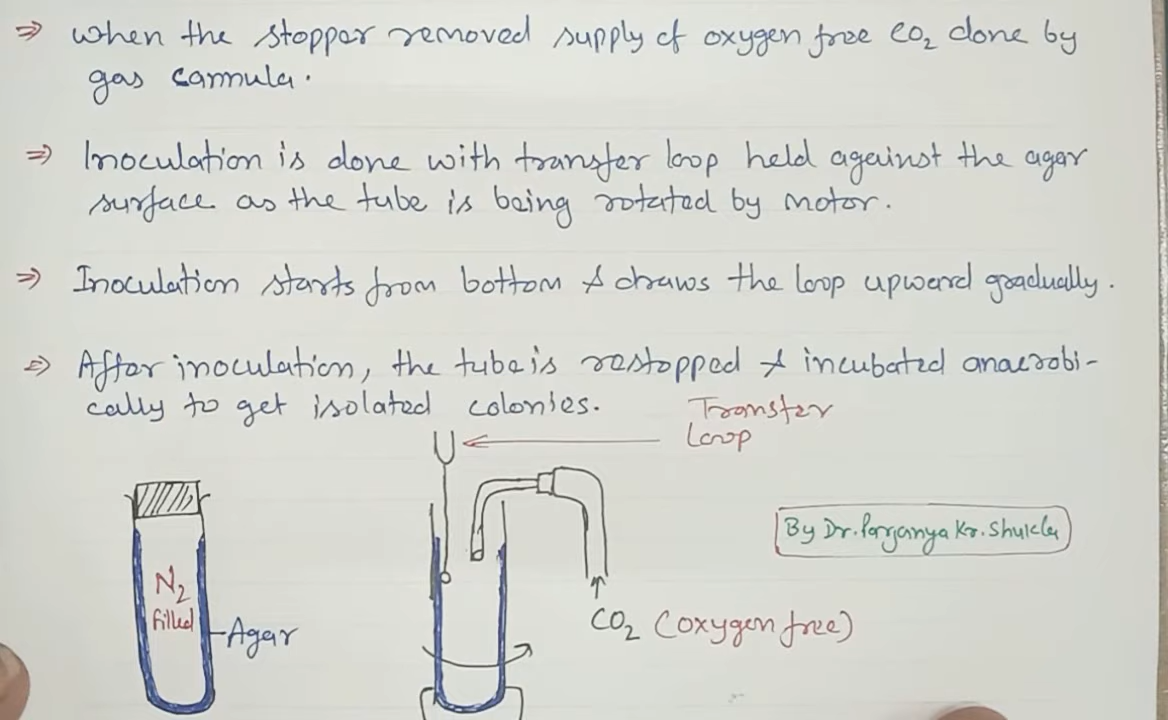 ⇒ When the stopper removed supply of oxygen free CO₂ done by
gas cannula.
⇒ Inoculation is done with transfer loop held against the agar
surface as the tube is being rotated by motor.
⇒ Inoculation starts from bottom & draws the loop upward gradually.
⇒ After inoculation, the tube is restopped & incubated anaerobi-
cally to get isolated colonies.
Transfer
Loop
N₂
filled
Agar
CO₂ (oxygen free)
By Dr. Parjanya Kr. Shukla